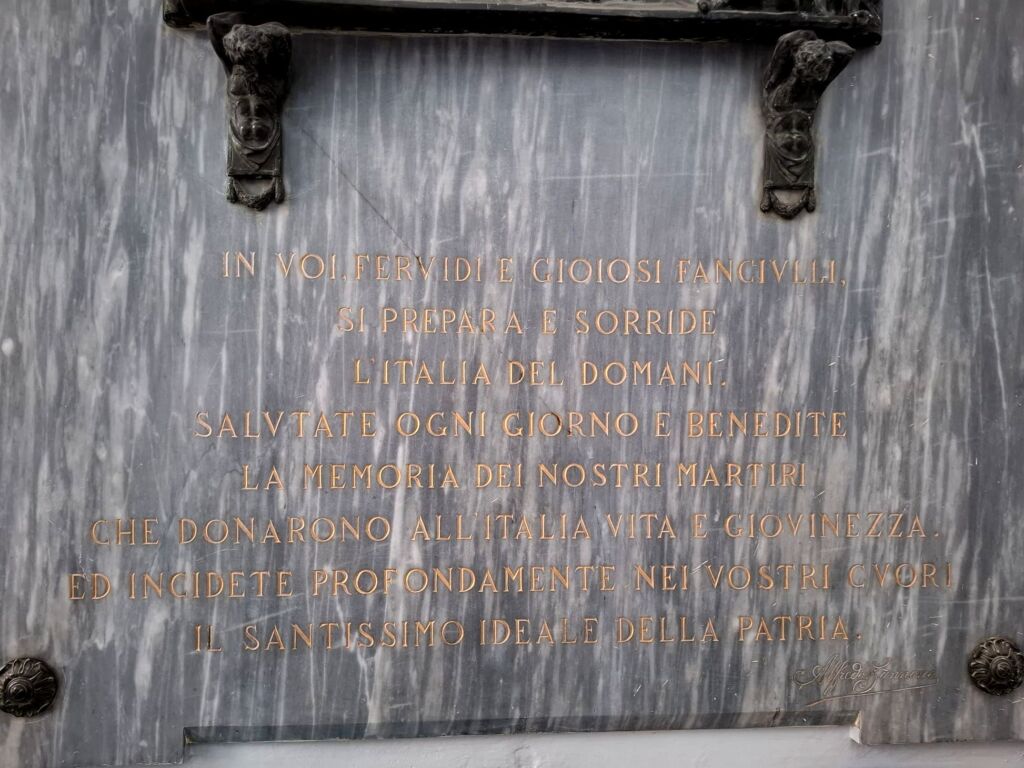 IN VOI, FERVIDI E GIOIOSI FANCIVLLI,
SI PREPARA E SORRIDE
L'ITALIA DEL DOMANI.
SALVTATE OGNI GIORNO E BENEDITE
LA MEMORIA DEI NOSTRI MARTIRI
CHE DONARONO ALL'ITALIA VITA E GIOVINEZZA.
ED INCIDETE PROFONDAMENTE NEI VOSTRI CVORI
IL SANTISSIMO IDEALE DELLA PATRIA.
Alfredo